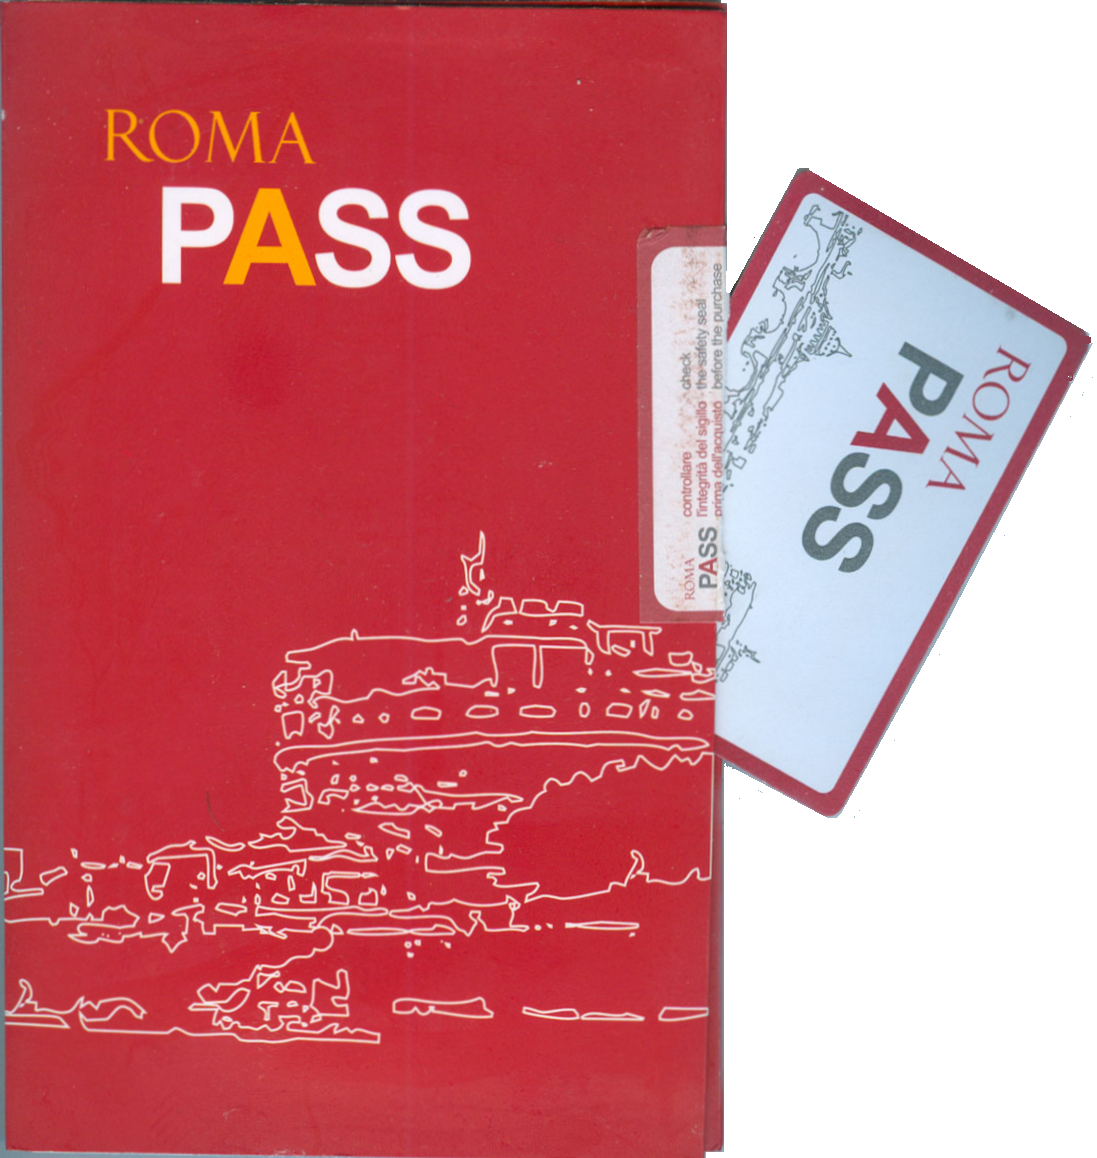 ROMA
PASS
ROMA
PASS
controllare check
l'integrità del sigillo - the safety seal
prima dell'acquisto before the purchase
ROMA
PASS